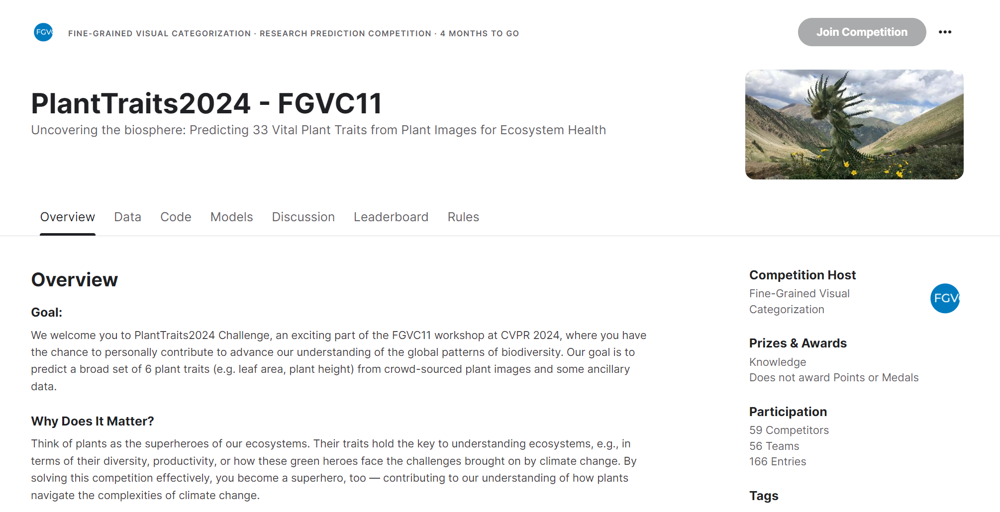 FGVC
FINE-GRAINED VISUAL CATEGORIZATION · RESEARCH PREDICTION COMPETITION · 4 MONTHS TO GO
Join Competition
PlantTraits2024 - FGVC11
Uncovering the biosphere: Predicting 33 Vital Plant Traits from Plant Images for Ecosystem Health
Overview
Data
Code
Models
Discussion
Leaderboard
Rules
Overview
Goal:
We welcome you to PlantTraits2024 Challenge, an exciting part of the FGVC11 workshop at CVPR 2024, where you have
the chance to personally contribute to advance our understanding of the global patterns of biodiversity. Our goal is to
predict a broad set of 6 plant traits (e.g. leaf area, plant height) from crowd-sourced plant images and some ancillary
data.
Why Does It Matter?
Think of plants as the superheroes of our ecosystems. Their traits hold the key to understanding ecosystems, e.g., in
terms of their diversity, productivity, or how these green heroes face the challenges brought on by climate change. By
solving this competition effectively, you become a superhero, too — contributing to our understanding of how plants
navigate the complexities of climate change.
Competition Host
Fine-Grained Visual
Categorization
FGVC
Prizes & Awards
Knowledge
Does not award Points or Medals
Participation
59 Competitors
56 Teams
166 Entries
Tags